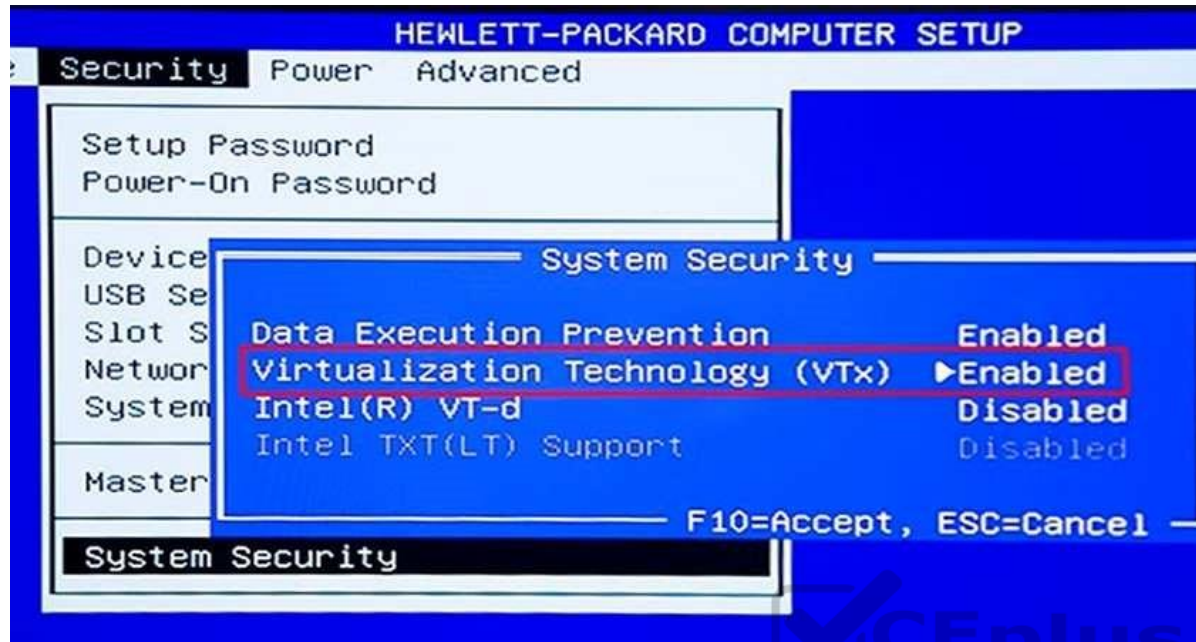 HEWLETT-PACKARD COMPUTER SETUP
Security Power Advanced
Setup Password
Power-On Password
Device
USB Se
Slot S
Networ
System
Master
System Security
System Security
Data Execution Prevention Enabled
Virtualization Technology (VTx) ▶Enabled
Intel(R) VT-d Disabled
Intel TXT(LT) Support Disabled
F10=Accept, ESC=Cancel